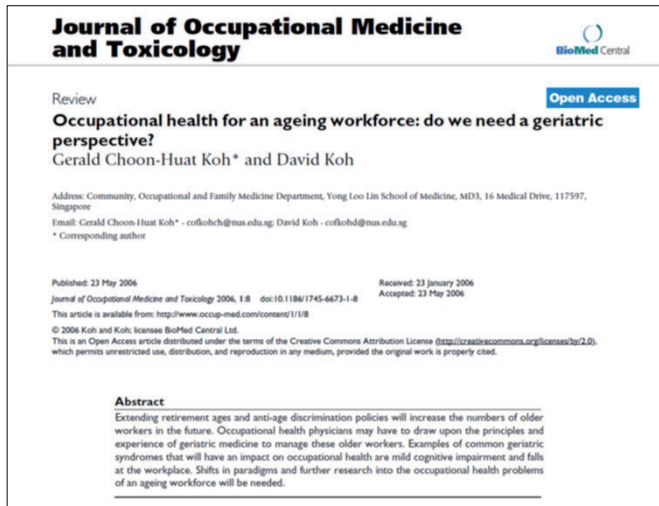 Journal of Occupational Medicine
and Toxicology
BioMed Central
Review
Open Access
Occupational health for an ageing workforce: do we need a geriatric
perspective?
Gerald Choon-Huat Koh* and David Koh
Address: Community, Occupational and Family Medicine Department, Yong Loo Lin School of Medicine, MD3, 16 Medical Drive, 117597,
Singapore
Email: Gerald Choon-Huat Koh* - cofkohch@nus.edu.sg; David Koh - cofkohd@nus.edu.sg
* Corresponding author
Published: 23 May 2006
Received: 23 January 2006
Journal of Occupational Medicine and Toxicology 2006, 1:8 doi:10.1186/1745-6673-1-8
Accepted: 23 May 2006
This article is available from: http://www.occup-med.com/content/1/1/8
© 2006 Koh and Koh; licensee BioMed Central Ltd.
This is an Open Access article distributed under the terms of the Creative Commons Attribution License (http://creativecommons.org/licenses/by/2.0),
which permits unrestricted use, distribution, and reproduction in any medium, provided the original work is properly cited.
Abstract
Extending retirement ages and anti-age discrimination policies will increase the numbers of older
workers in the future. Occupational health physicians may have to draw upon the principles and
experience of geriatric medicine to manage these older workers. Examples of common geriatric
syndromes that will have an impact on occupational health are mild cognitive impairment and falls
at the workplace. Shifts in paradigms and further research into the occupational health problems
of an ageing workforce will be needed.